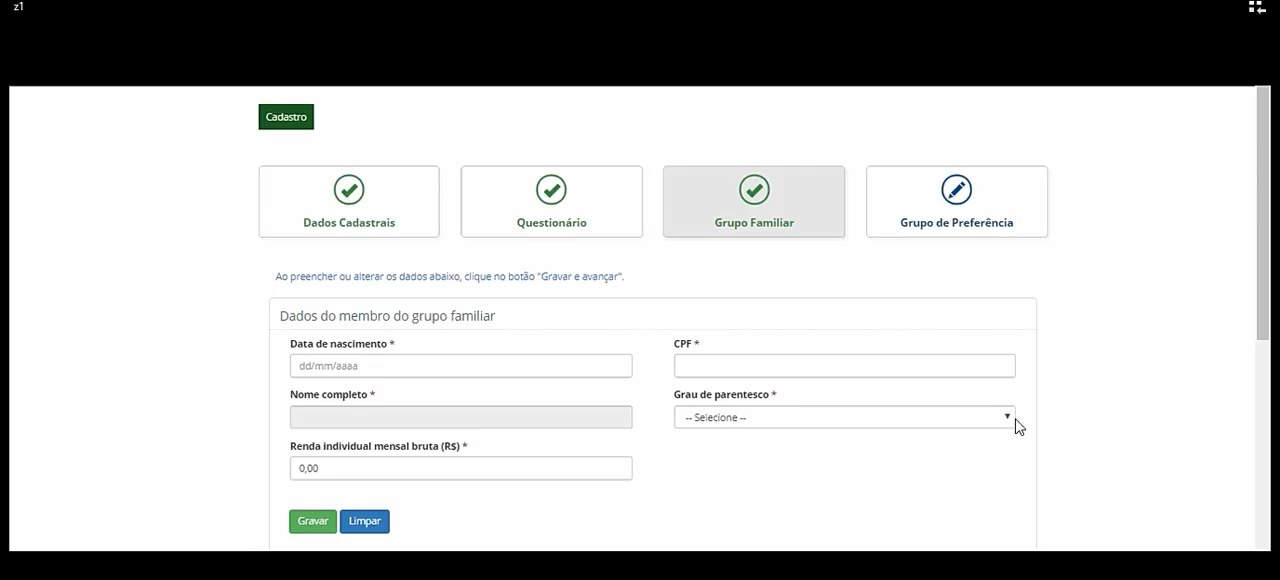 z1
Cadastro
Dados Cadastrais
Questionário
Grupo Familiar
Grupo de Preferência
Ao preencher ou alterar os dados abaixo, clique no botão "Gravar e avançar".
Dados do membro do grupo familiar
Data de nascimento *
CPF *
dd/mm/aaaa
Nome completo *
Grau de parentesco *
-- Selecione --
Renda individual mensal bruta (R$) *
0,00
Gravar
Limpar